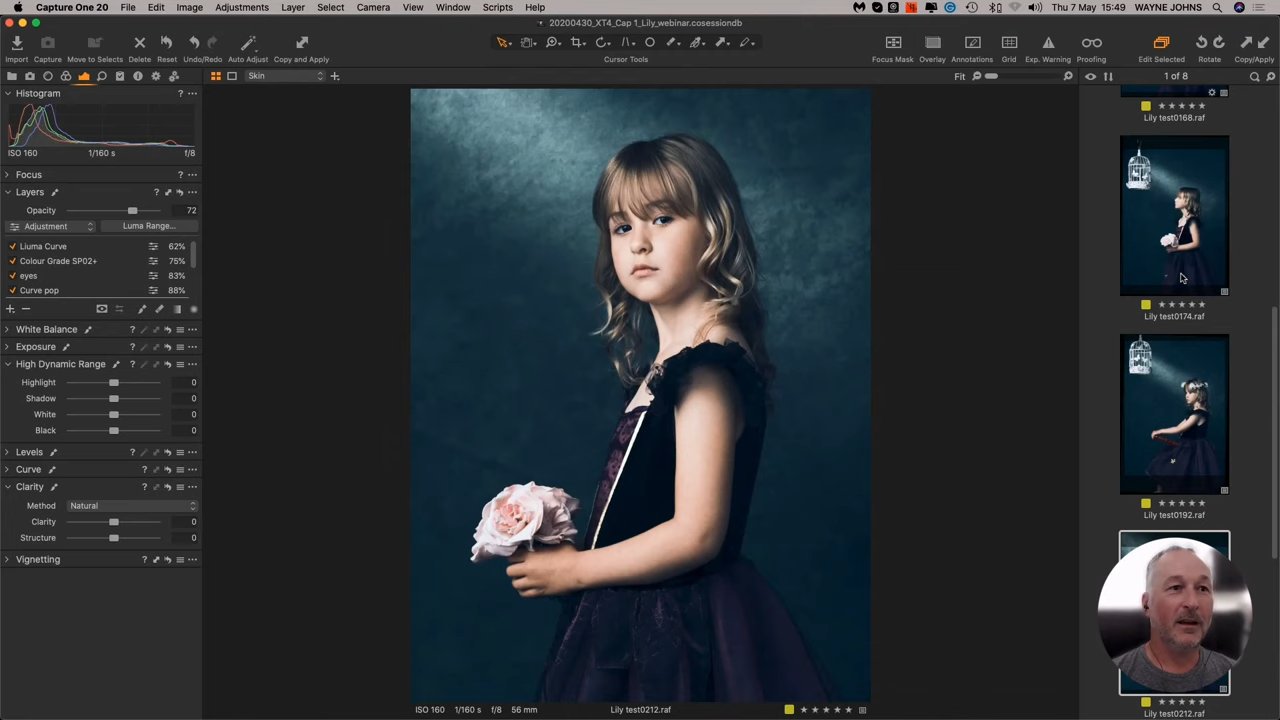 Capture One 20 File Edit Image Adjustments Layer Select Camera View Window Scripts Help Thu 7 May 15:49 WAYNE JOHNS
20200430_XT4_Cap 1_Lily_webinar.cosessiondb
Import Capture Move to Selects Delete Reset Undo/Redo Auto Adjust Copy and Apply Cursor Tools Focus Mask Overlay Annotations Grid Exp. Warning Proofing Edit Selected Rotate Copy/Apply
Skin Fit 1 of 8
Histogram ?
ISO 160 1/160 s f/8
Focus
Layers ?
Opacity 72
Adjustment Luma Range...
Liuma Curve 62%
Colour Grade SP02+ 75%
eyes 83%
Curve pop 88%
White Balance ?
Exposure ?
High Dynamic Range ?
Highlight 0
Shadow 0
White 0
Black 0
Levels ?
Curve ?
Clarity ?
Method Natural
Clarity 0
Structure 0
Vignetting ?
ISO 160 1/160 s f/8 56 mm Lily test0212.raf
Lily test0168.raf
Lily test0174.raf
Lily test0192.raf
Lily test0212.raf